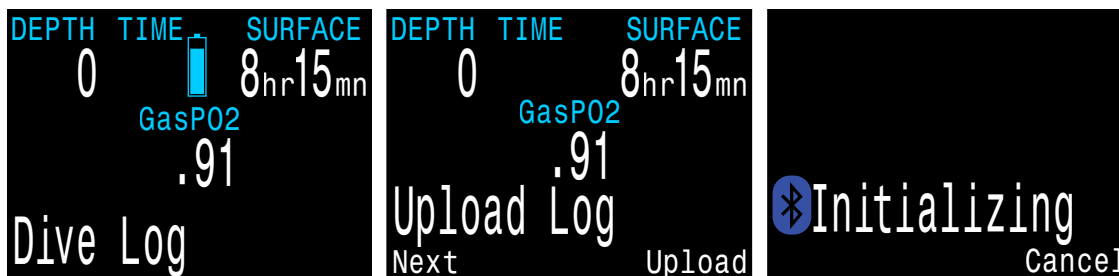 DEPTH TIME SURFACE
0 8hr15mn
GasPO2
.91
Dive Log
DEPTH TIME SURFACE
0 8hr15mn
GasPO2
.91
Upload Log
Next Upload
Initializing
Cancel